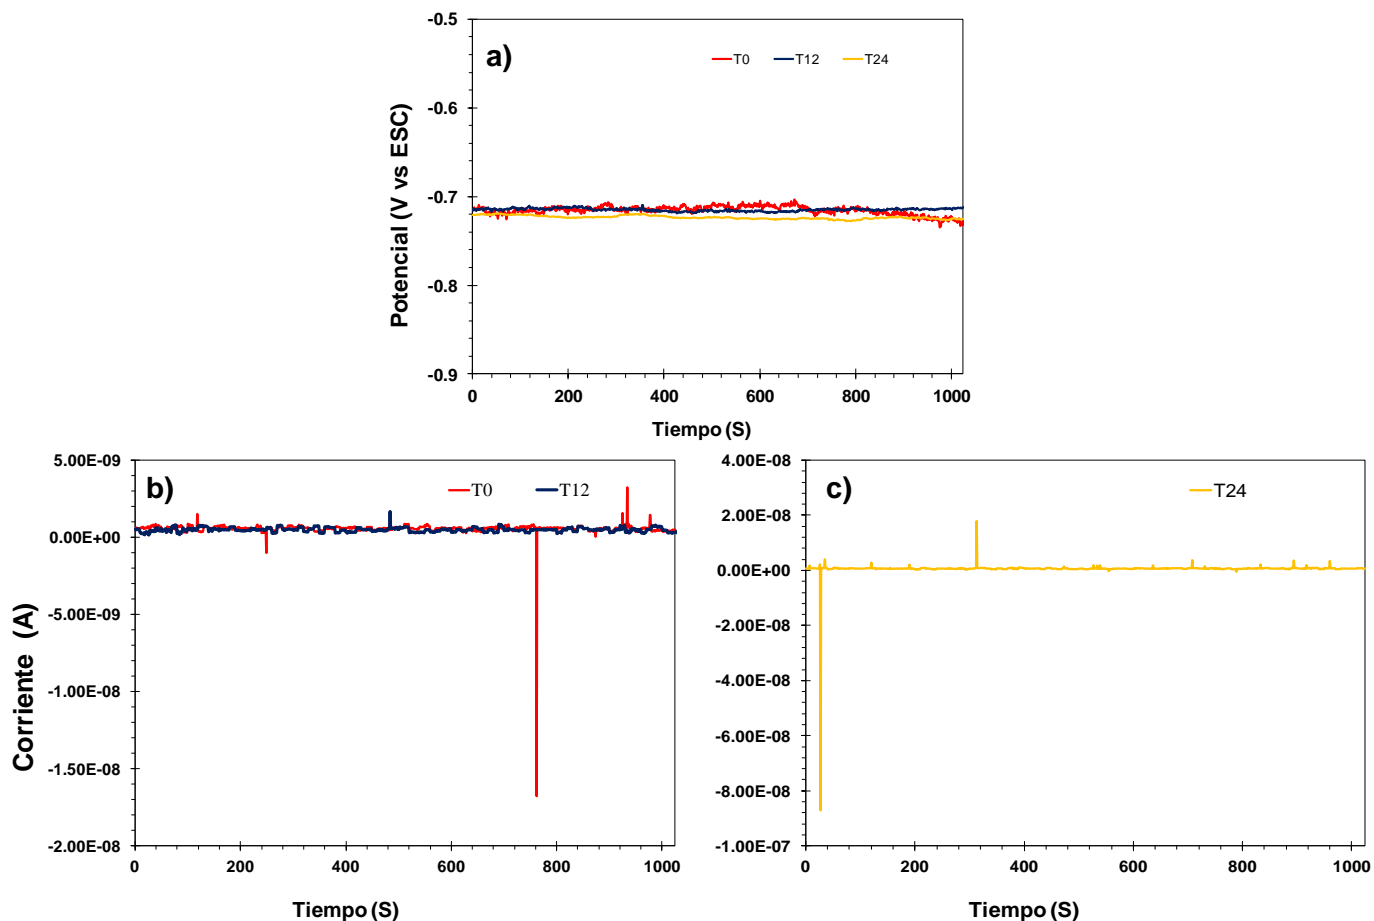 a)
T0 T12 T24
-0.5
-0.6
-0.7
-0.8
-0.9
Potencial (V vs ESC)
0 200 400 600 800 1000
Tiempo (S)
b)
T0 T12
5.00E-09
0.00E+00
-5.00E-09
-1.00E-08
-1.50E-08
-2.00E-08
Corriente (A)
0 200 400 600 800 1000
Tiempo (S)
c)
T24
4.00E-08
2.00E-08
0.00E+00
-2.00E-08
-4.00E-08
-6.00E-08
-8.00E-08
-1.00E-07
0 200 400 600 800 1000
Tiempo (S)